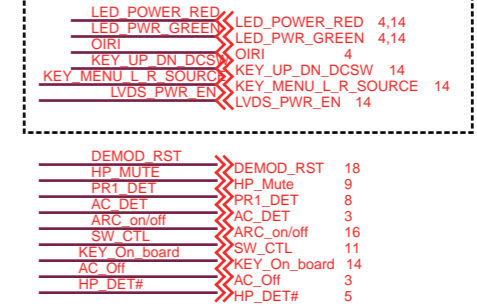 LED_POWER_RED LED_POWER_RED 4,14
LED_PWR_GREEN LED_PWR_GREEN 4,14
OIRI OIRI 4
KEY_UP_DN_DCSW KEY_UP_DN_DCSW 14
KEY_MENU_L_R_SOURCE KEY_MENU_L_R_SOURCE 14
LVDS_PWR_EN LVDS_PWR_EN 14
DEMOD_RST DEMOD_RST 18
HP_MUTE HP_Mute 9
PR1_DET PR1_DET 8
AC_DET AC_DET 3
ARC_on/off ARC_on/off 16
SW_CTL SW_CTL 11
KEY_On_board KEY_On_board 14
AC_Off AC_Off 3
HP_DET# HP_DET# 5